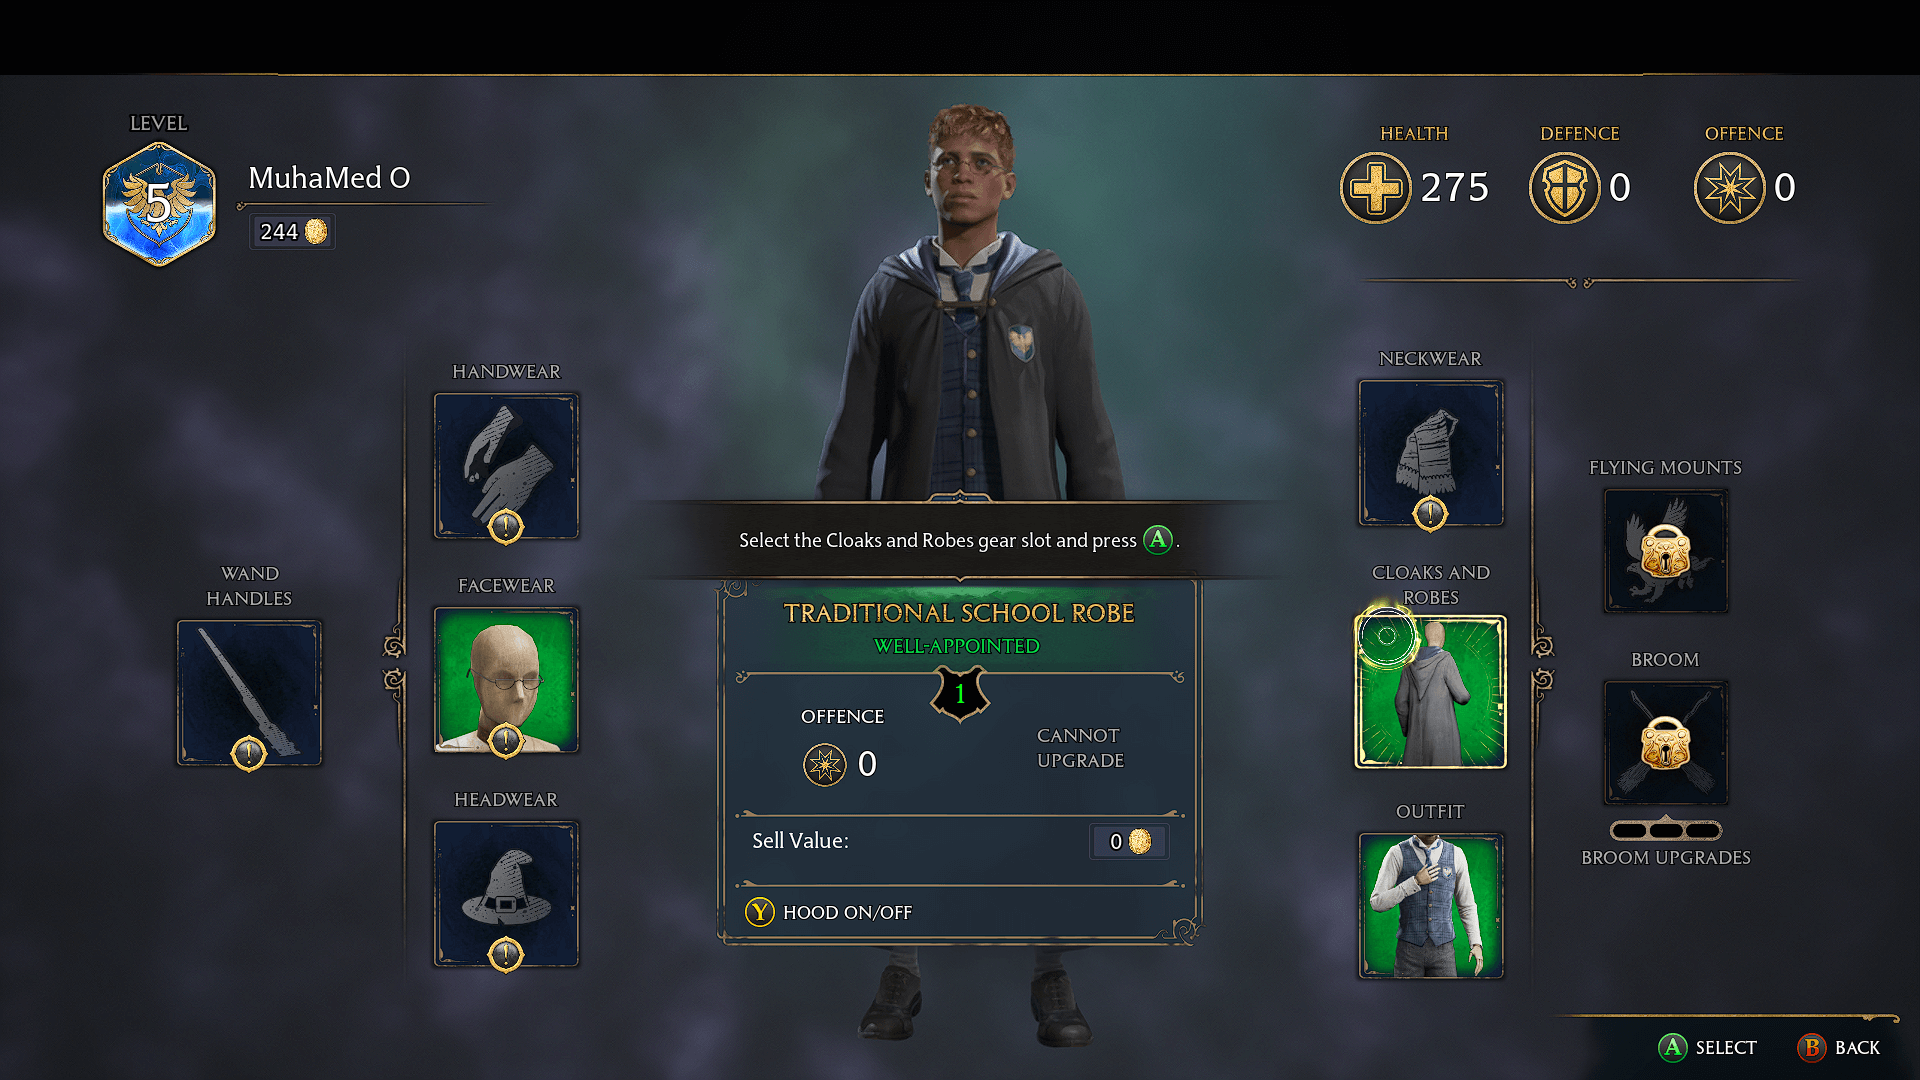 LEVEL
5
MuhaMed O
244
HEALTH
275
DEFENCE
0
OFFENCE
0
HANDWEAR
WAND
HANDLES
FACEWEAR
HEADWEAR
Select the Cloaks and Robes gear slot and press A.
TRADITIONAL SCHOOL ROBE
WELL-APPOINTED
1
OFFENCE
0
CANNOT
UPGRADE
Sell Value:
0
Y HOOD ON/OFF
NECKWEAR
CLOAKS AND
ROBES
OUTFIT
FLYING MOUNTS
BROOM
BROOM UPGRADES
A SELECT
B BACK